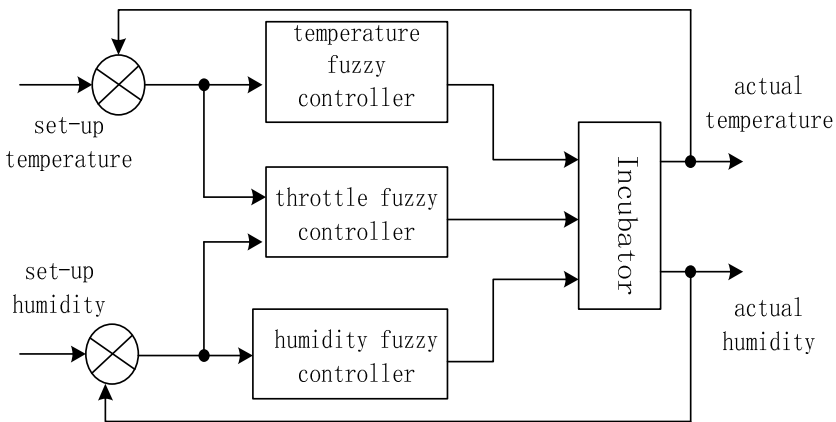 temperature
fuzzy
controller
set-up
temperature
throttle fuzzy
controller
set-up
humidity
humidity fuzzy
controller
Incubator
actual
temperature
actual
humidity